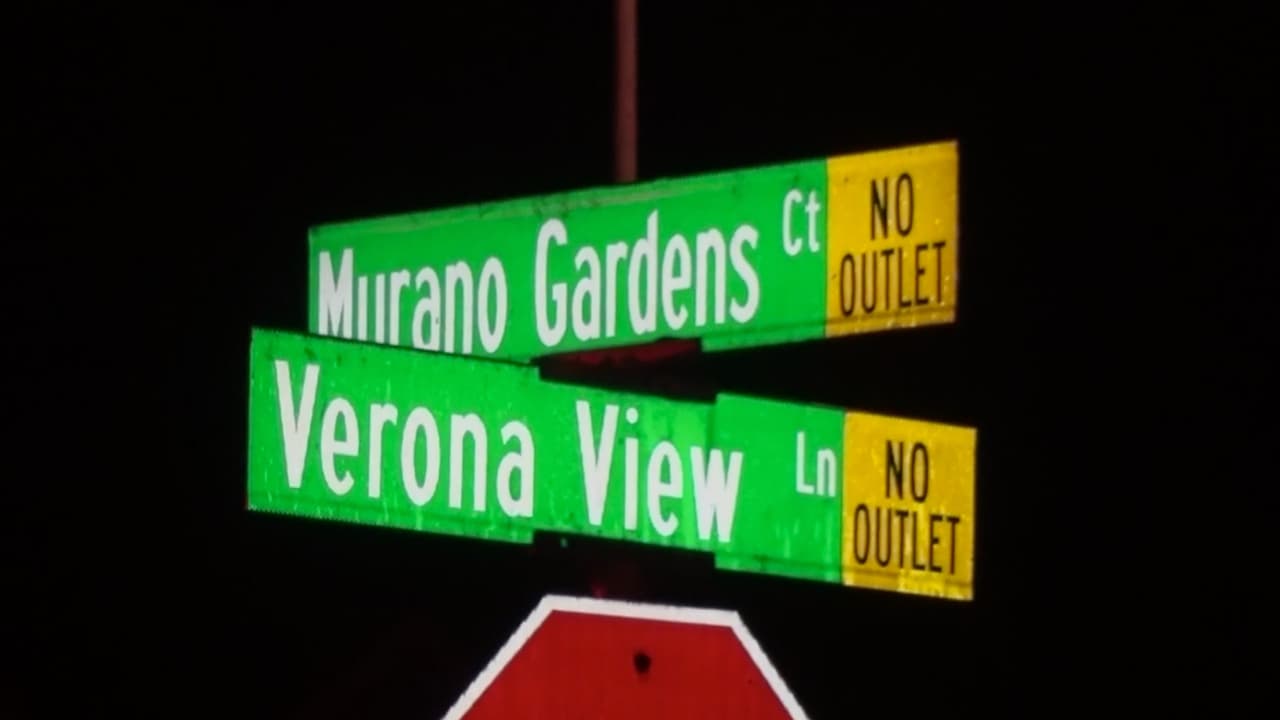 Murano Gardens Ct NO OUTLET
Verona View Ln NO OUTLET